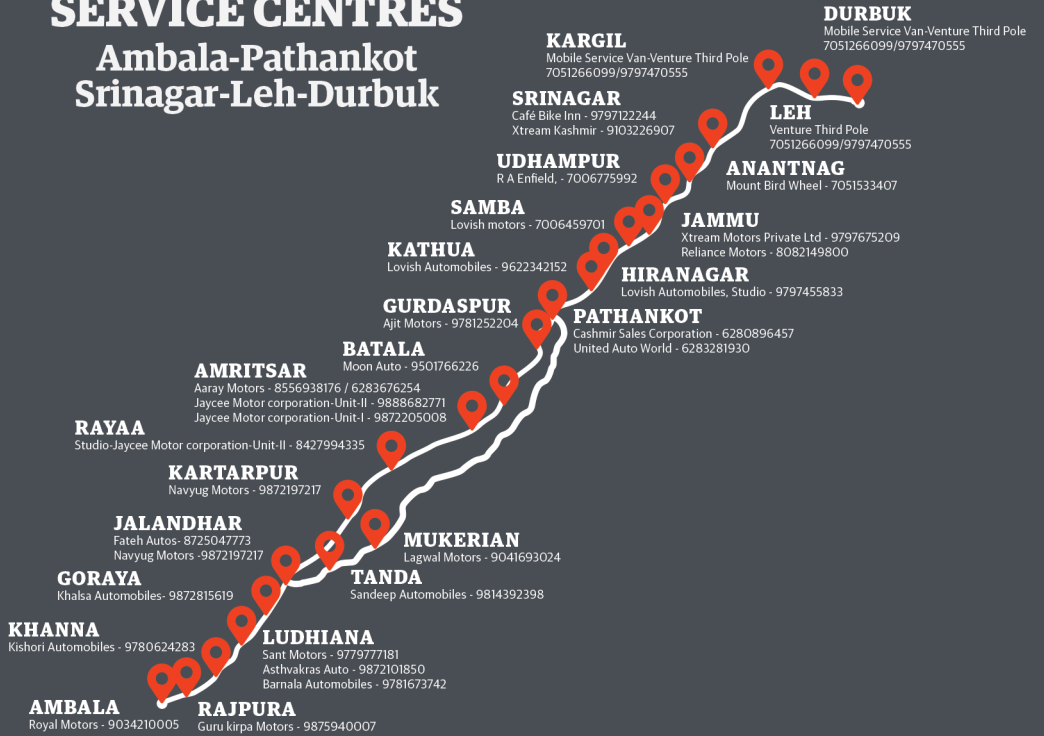 SERVICE CENTRES
Ambala-Pathankot
Srinagar-Leh-Durbuk
DURBUK
Mobile Service Van-Venture Third Pole
7051266099/9797470555
KARGIL
Mobile Service Van-Venture Third Pole
7051266099/9797470555
LEH
Venture Third Pole
7051266099/9797470555
SRINAGAR
Café Bike Inn - 9797122244
Xtream Kashmir - 9103226907
ANANTNAG
Mount Bird Wheel - 7051533407
UDHAMPUR
R A Enfield, - 7006775992
SAMBA
Lovish motors - 7006459701
JAMMU
Xtream Motors Private Ltd - 9797675209
Reliance Motors - 8082149800
KATHUA
Lovish Automobiles - 9622342152
HIRANAGAR
Lovish Automobiles, Studio - 9797455833
GURDASPUR
Ajit Motors - 9781252204
PATHANKOT
Cashmir Sales Corporation - 6280896457
United Auto World - 6283281930
BATALA
Moon Auto - 9501766226
AMRITSAR
Aaray Motors - 8556938176 / 6283676254
Jaycee Motor corporation-Unit-II - 9888682771
Jaycee Motor corporation-Unit-I - 9872205008
RAYAA
Studio-Jaycee Motor corporation-Unit-II - 8427994335
KARTARPUR
Navyug Motors - 9872197217
JALANDHAR
Fateh Autos- 8725047773
Navyug Motors -9872197217
MUKERIAN
Lagwal Motors - 9041693024
GORAYA
Khalsa Automobiles- 9872815619
TANDA
Sandeep Automobiles - 9814392398
KHANNA
Kishori Automobiles - 9780624283
LUDHIANA
Sant Motors - 9779777181
Asthvakras Auto - 9872101850
Barnala Automobiles - 9781673742
AMBALA
Royal Motors - 9034210005
RAJPURA
Guru kirpa Motors - 9875940007